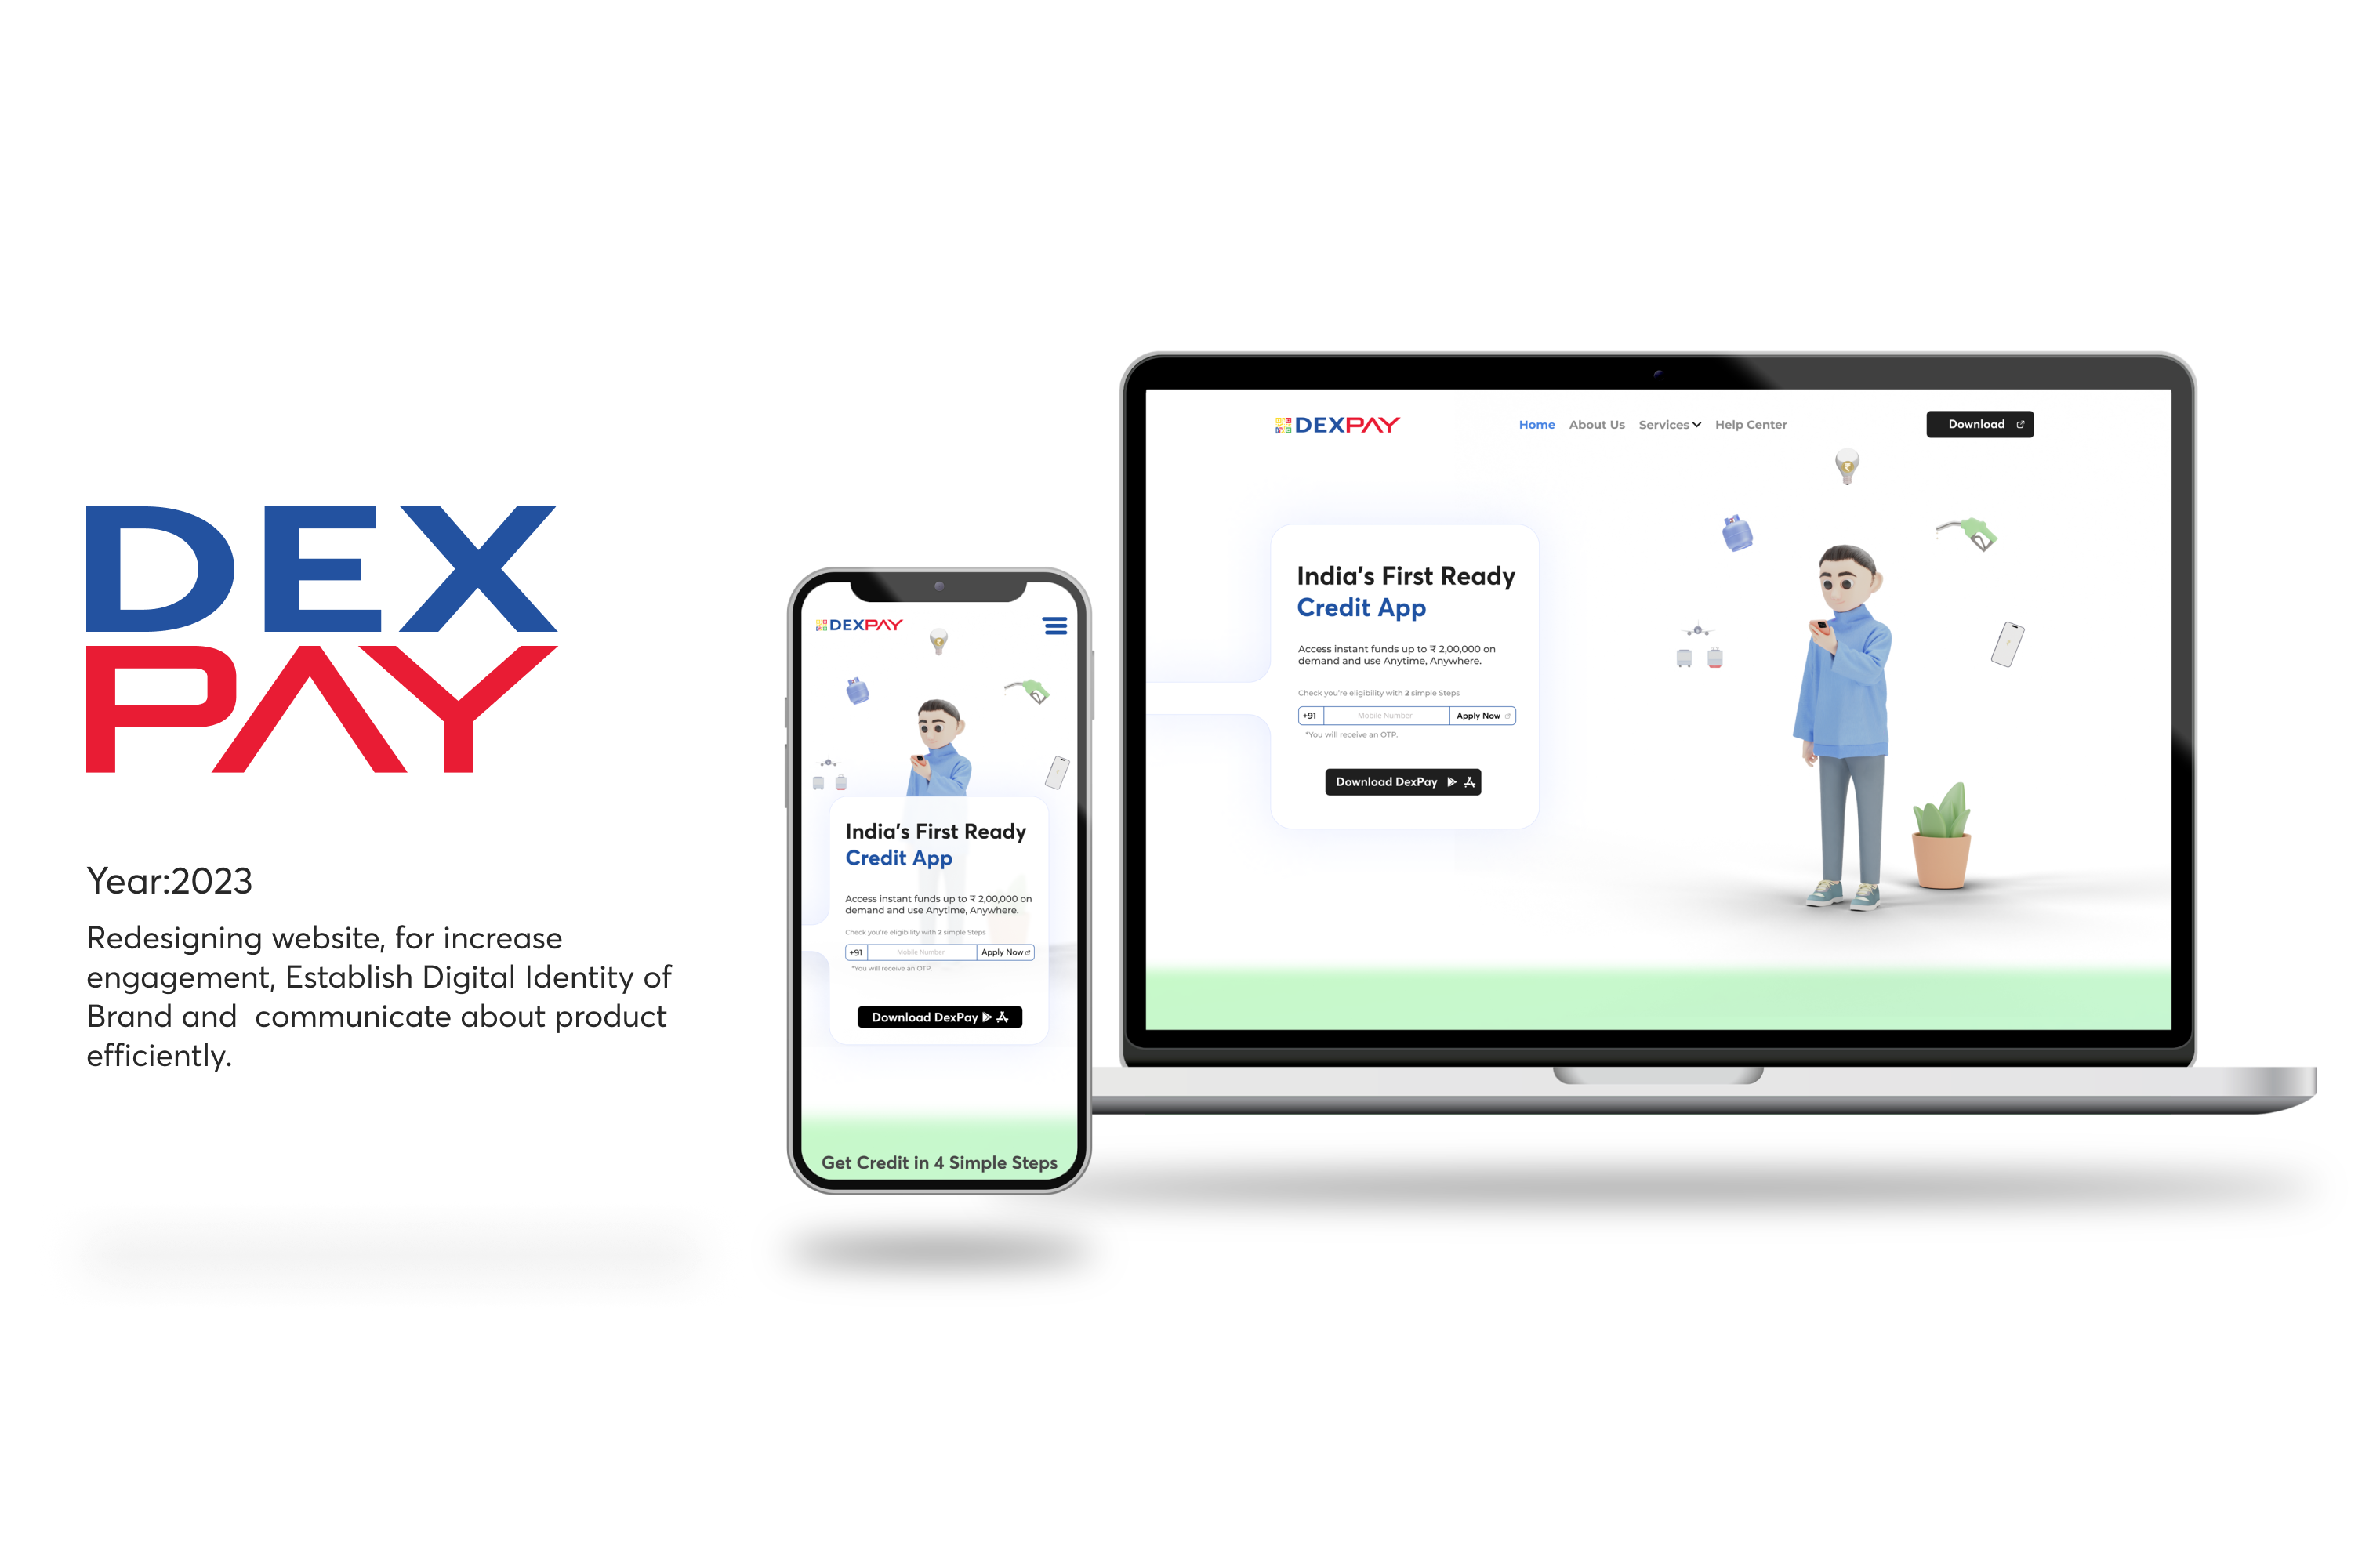 DEX
PAY
Year:2023
Redesigning website, for increase
engagement, Establish Digital Identity of
Brand and  communicate about product
efficiently.
DEXPAY
India's First Ready
Credit App
Access instant funds up to ₹ 2,00,000 on
demand and use Anytime, Anywhere.
Check you're eligibility with 2 simple Steps
+91 Mobile Number Apply Now
*You will receive an OTP.
Download DexPay
Get Credit in 4 Simple Steps
DEXPAY Home About Us Services Help Center Download
India's First Ready
Credit App
Access instant funds up to ₹ 2,00,000 on
demand and use Anytime, Anywhere.
Check you're eligibility with 2 simple Steps
+91 Mobile Number Apply Now
*You will receive an OTP.
Download DexPay